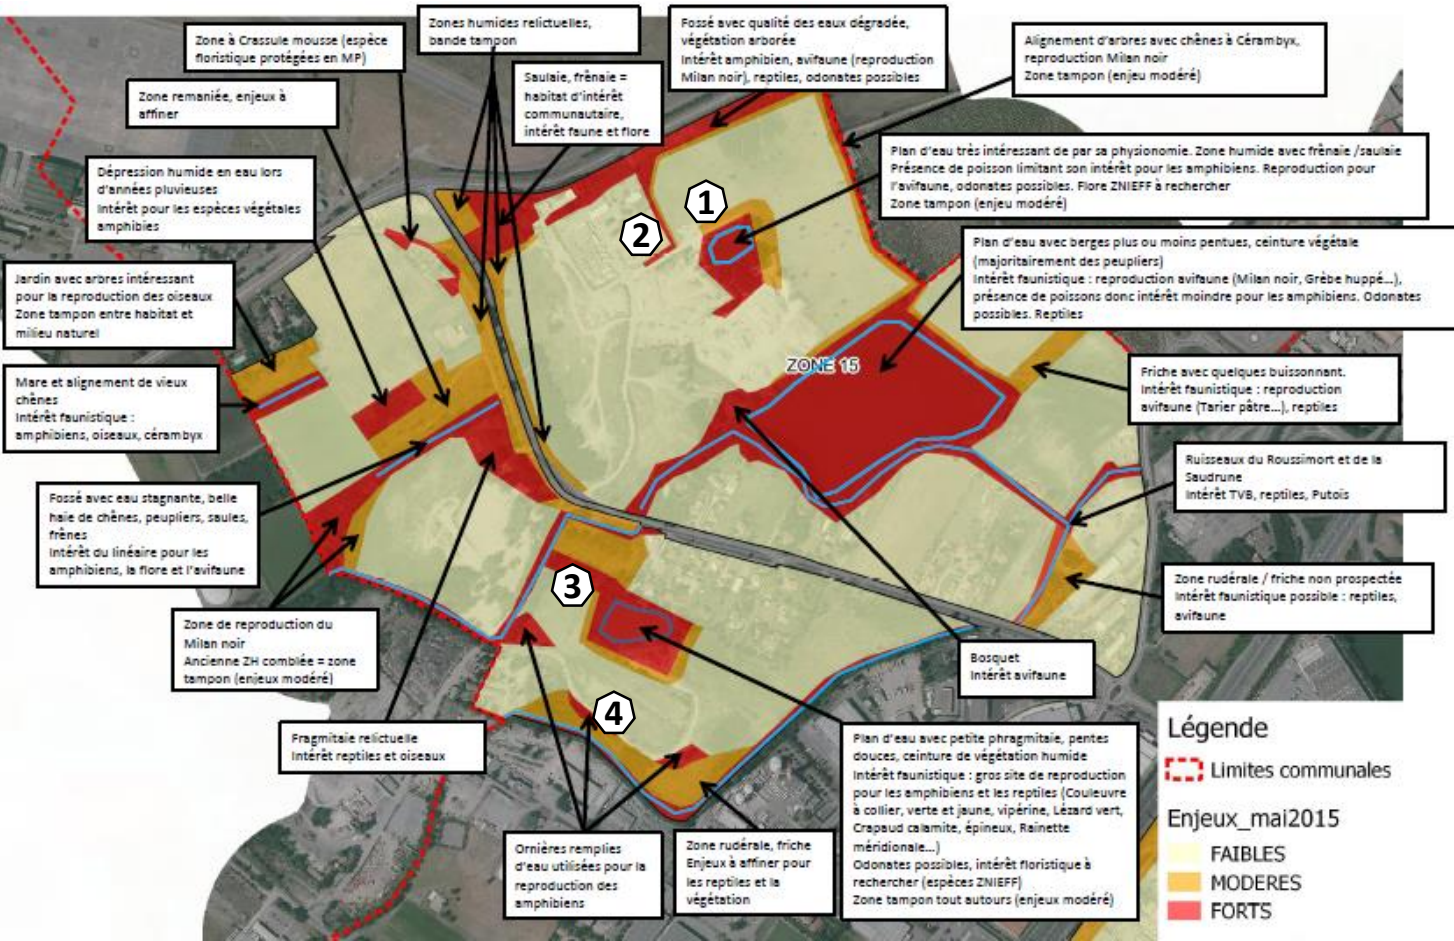 Zones humides relictuelles,
bande tampon
Fossé avec qualité des eaux dégradée,
végétation arborée
Intérêt amphibien, avifaune (reproduction
Milan noir), reptiles, odonates possibles
Zone à Crassule mousse (espèce
floristique protégées en MP)
Alignement d'arbres avec chênes à Cérambyx,
reproduction Milan noir
Zone tampon (enjeu modéré)
Saulaie, frênaie =
habitat d'intérêt
communautaire,
intérêt faune et flore
Zone remaniée, enjeux à
affiner
Plan d'eau très intéressant de par sa physionomie. Zone humide avec frênaie /saulaie
Présence de poisson limitant son intérêt pour les amphibiens. Reproduction pour
l'avifaune, odonates possibles. Flore ZNIEFF à rechercher
Zone tampon (enjeu modéré)
Dépression humide en eau lors
d'années pluvieuses
Intérêt pour les espèces végétales
amphibies
1
2
Plan d'eau avec berges plus ou moins pentues, ceinture végétale
(majoritairement des peupliers)
Intérêt faunistique : reproduction avifaune (Milan noir, Grèbe huppé...),
présence de poissons donc intérêt moindre pour les amphibiens. Odonates
possibles. Reptiles
Jardin avec arbres intéressant
pour la reproduction des oiseaux
Zone tampon entre habitat et
milieu naturel
ZONE 15
Friche avec quelques buissonnant.
Intérêt faunistique : reproduction
avifaune (Tarier pâtre...), reptiles
Mare et alignement de vieux
chênes
Intérêt faunistique :
amphibiens, oiseaux, cérambyx
Ruisseaux du Roussimort et de la
Saudrune
Intérêt TVB, reptiles, Putois
Fossé avec eau stagnante, belle
haie de chênes, peupliers, saules,
frênes
Intérêt du linéaire pour les
amphibiens, la flore et l'avifaune
3
Zone rudérale / friche non prospectée
Intérêt faunistique possible : reptiles,
avifaune
Zone de reproduction du
Milan noir
Ancienne ZH comblée = zone
tampon (enjeux modéré)
Bosquet
Intérêt avifaune
4
Fragmitaie relictuelle
Intérêt reptiles et oiseaux
Plan d'eau avec petite phragmitaie, pentes
douces, ceinture de végétation humide
Intérêt faunistique : gros site de reproduction
pour les amphibiens et les reptiles (Couleuvre
à collier, verte et jaune, vipérine, Lézard vert,
Crapaud calamite, épineux, Rainette
méridionale...)
Odonates possibles, intérêt floristique à
rechercher (espèces ZNIEFF)
Zone tampon tout autours (enjeu modéré)
Ornières remplies
d'eau utilisées pour la
reproduction des
amphibiens
Zone rudérale, friche
Enjeux à affiner pour
les reptiles et la
végétation
Légende
Limites communales
Enjeux_mai2015
FAIBLES
MODERES
FORTS